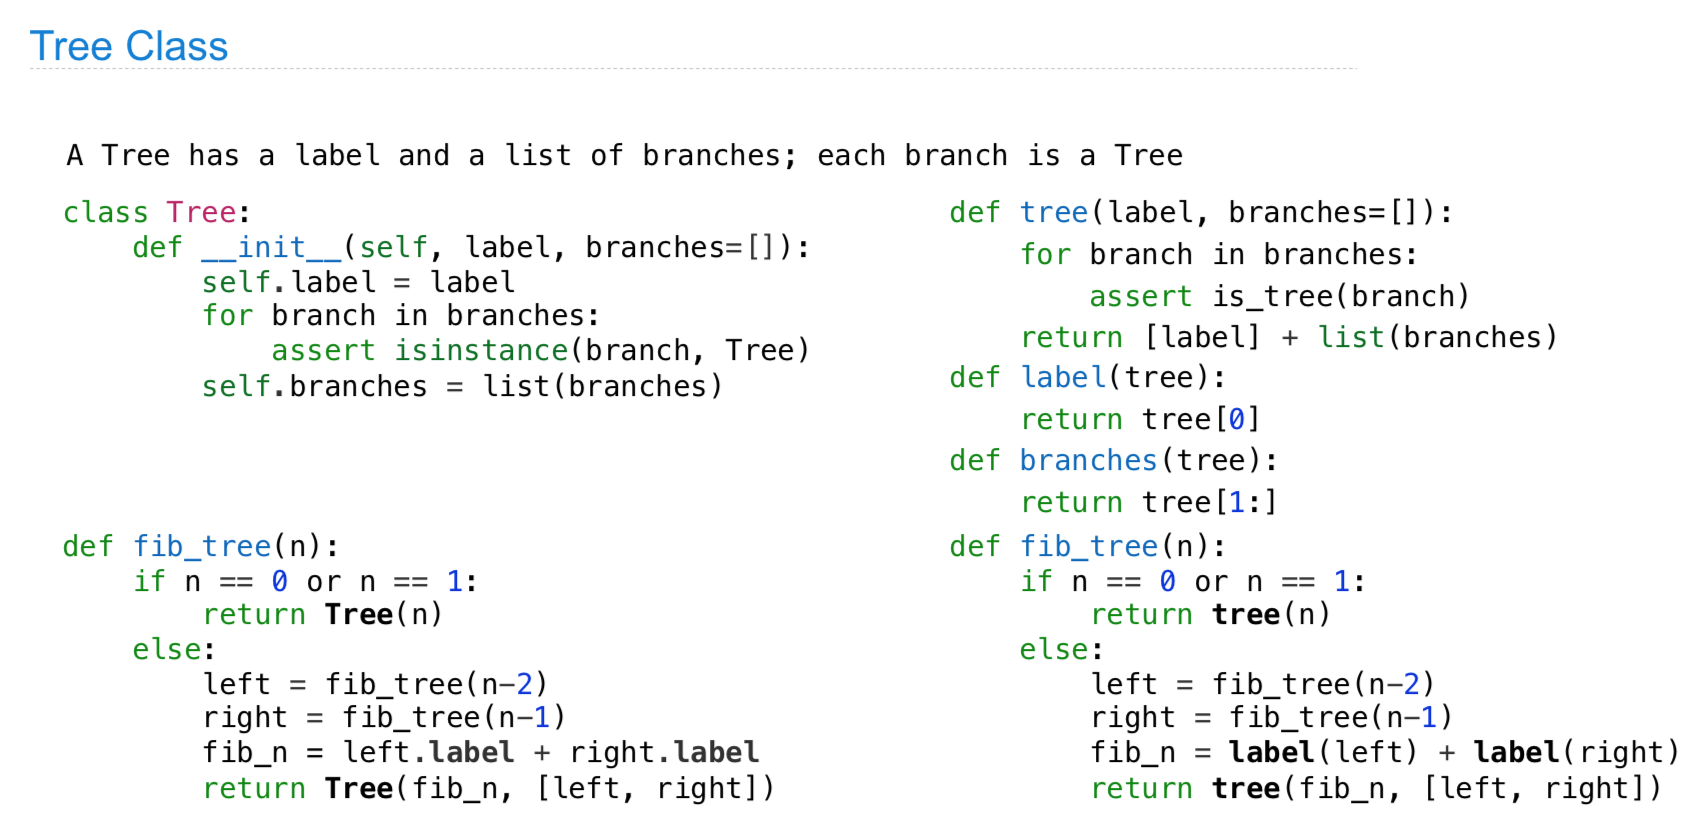 Tree Class
A Tree has a label and a list of branches; each branch is a Tree
class Tree:
    def __init__(self, label, branches=[]):
        self.label = label
        for branch in branches:
            assert isinstance(branch, Tree)
        self.branches = list(branches)
def fib_tree(n):
    if n == 0 or n == 1:
        return Tree(n)
    else:
        left = fib_tree(n-2)
        right = fib_tree(n-1)
        fib_n = left.label + right.label
        return Tree(fib_n, [left, right])
def tree(label, branches=[]):
    for branch in branches:
        assert is_tree(branch)
    return [label] + list(branches)
def label(tree):
    return tree[0]
def branches(tree):
    return tree[1:]
def fib_tree(n):
    if n == 0 or n == 1:
        return tree(n)
    else:
        left = fib_tree(n-2)
        right = fib_tree(n-1)
        fib_n = label(left) + label(right)
        return tree(fib_n, [left, right])